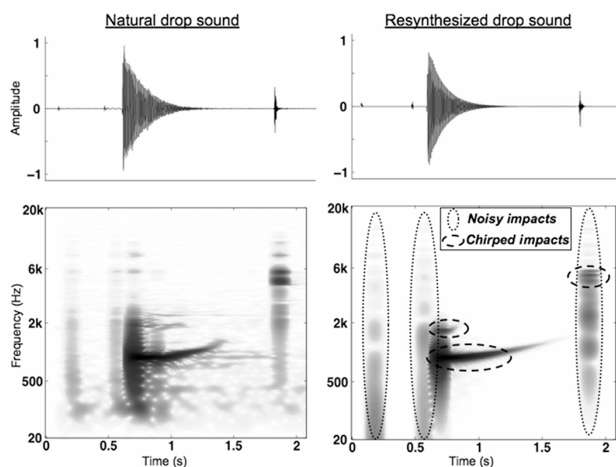 Natural drop sound
Resynthesized drop sound
Amplitude
1
0
−1
1
0
−1
Frequency (Hz)
20k
6k
2k
500
20
0 0.5 1 1.5 2
Time (s)
20k
6k
2k
500
20
Noisy impacts
Chirped impacts
0 0.5 1 1.5 2
Time (s)